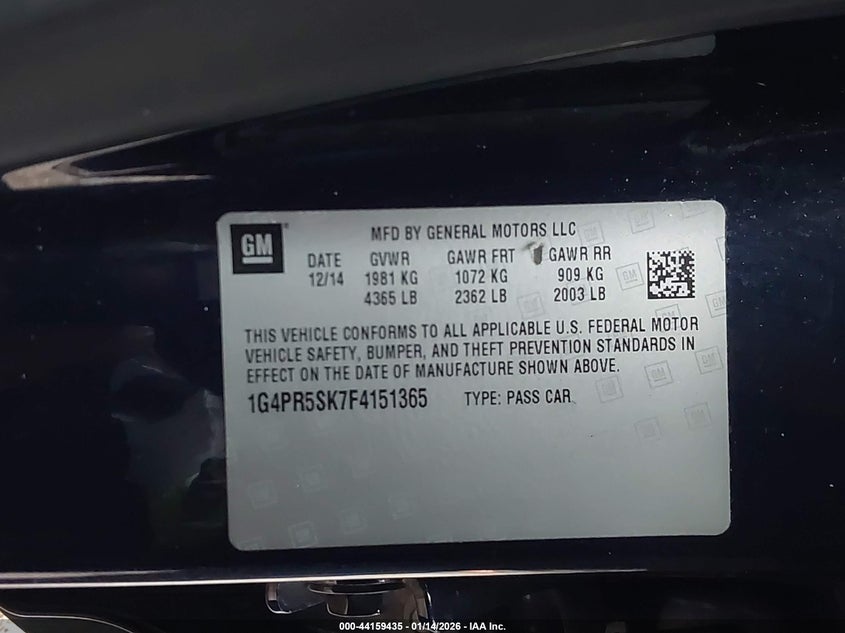 GM
MFD BY GENERAL MOTORS LLC
DATE GVWR GAWR FRT GAWR RR
12/14 1981 KG 1072 KG 909 KG
4365 LB 2362 LB 2003 LB
THIS VEHICLE CONFORMS TO ALL APPLICABLE U.S. FEDERAL MOTOR
VEHICLE SAFETY, BUMPER, AND THEFT PREVENTION STANDARDS IN
EFFECT ON THE DATE OF MANUFACTURE SHOWN ABOVE.
1G4PR5SK7F4151365 TYPE: PASS CAR
000-44159435 - 01/14/2026 - IAA Inc.